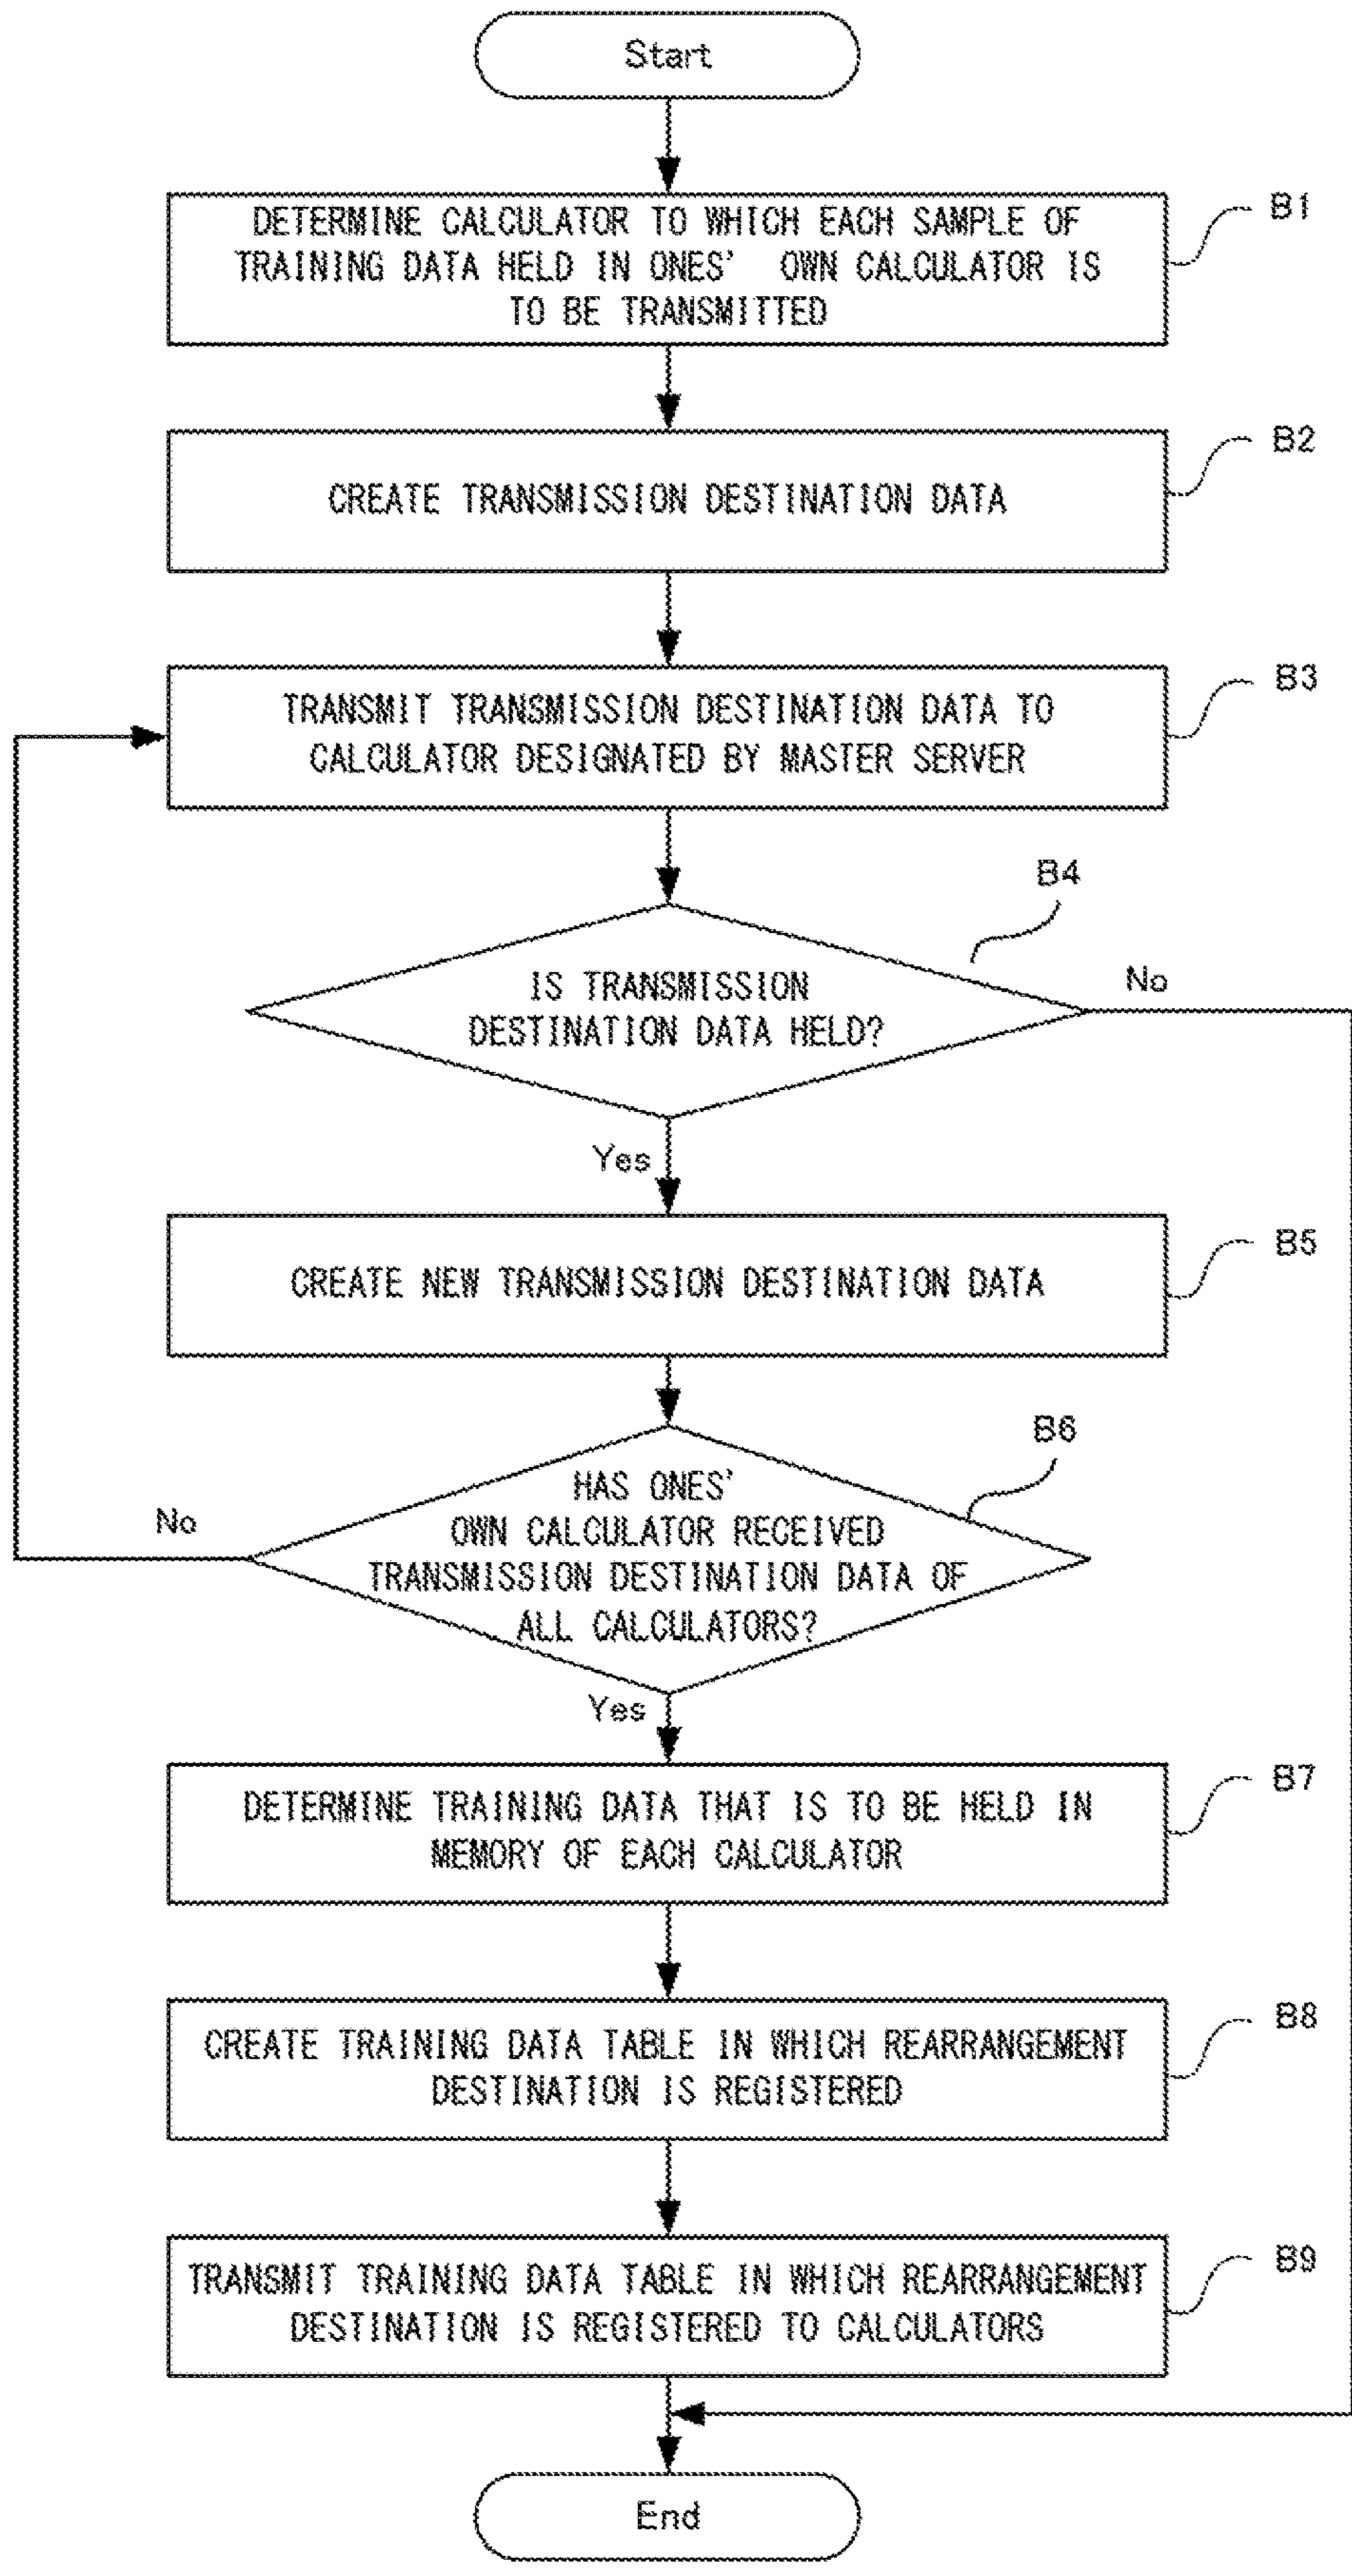 Start
DETERMINE CALCULATOR TO WHICH EACH SAMPLE OF
TRAINING DATA HELD IN ONES' OWN CALCULATOR IS
TO BE TRANSMITTED
B1
CREATE TRANSMISSION DESTINATION DATA
B2
TRANSMIT TRANSMISSION DESTINATION DATA TO
CALCULATOR DESIGNATED BY MASTER SERVER
B3
B4
IS TRANSMISSION
DESTINATION DATA HELD?
No
Yes
CREATE NEW TRANSMISSION DESTINATION DATA
B5
B6
HAS ONES'
OWN CALCULATOR RECEIVED
TRANSMISSION DESTINATION DATA OF
ALL CALCULATORS?
No
Yes
DETERMINE TRAINING DATA THAT IS TO BE HELD IN
MEMORY OF EACH CALCULATOR
B7
CREATE TRAINING DATA TABLE IN WHICH REARRANGEMENT
DESTINATION IS REGISTERED
B8
TRANSMIT TRAINING DATA TABLE IN WHICH REARRANGEMENT
DESTINATION IS REGISTERED TO CALCULATORS
B9
End